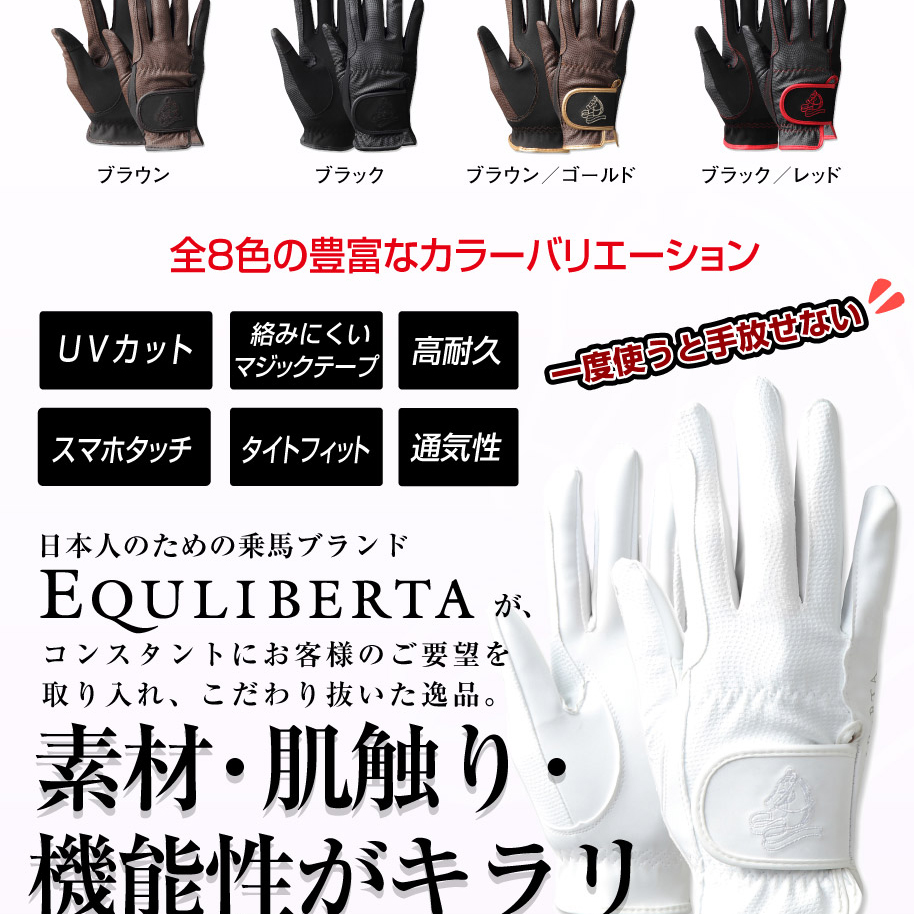 ブラウン
ブラック
ブラウン／ゴールド
ブラック／レッド
全8色の豊富なカラーバリエーション
UVカット
絡みにくい
マジックテープ
高耐久
一度使うと手放せない
スマホタッチ
タイトフィット
通気性
日本人のための乗馬ブランド
EQULIBERTA が、
コンスタントにお客様のご要望を
取り入れ、こだわり抜いた逸品。
素材・肌触り・
機能性がキラリ